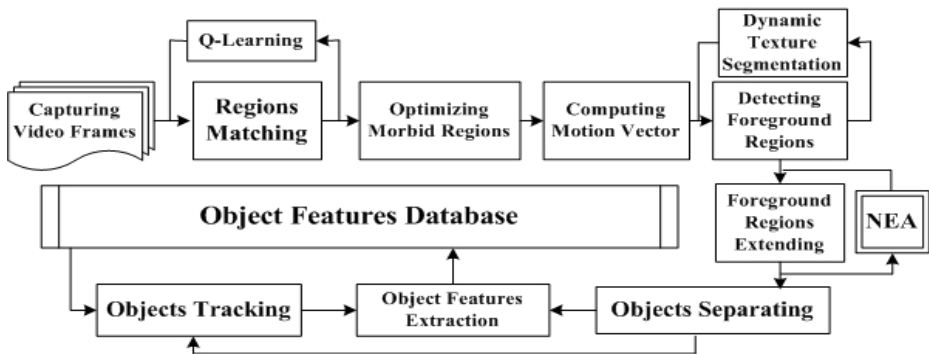 Q-Learning
Dynamic
Texture
Segmentation
Capturing
Video Frames
Regions
Matching
Optimizing
Morbid Regions
Computing
Motion Vector
Detecting
Foreground
Regions
Object Features Database
Foreground
Regions
Extending
NEA
Objects Tracking
Object Features
Extraction
Objects Separating